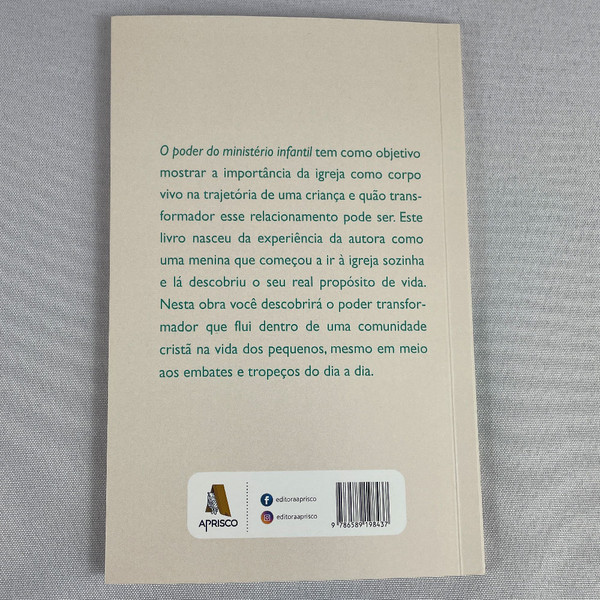 O poder do ministério infantil tem como objetivo
mostrar a importância da igreja como corpo
vivo na trajetória de uma criança e quão trans-
formador esse relacionamento pode ser. Este
livro nasceu da experiência da autora como
uma menina que começou a ir à igreja sozinha
e lá descobriu o seu real propósito de vida.
Nesta obra você descobrirá o poder transfor-
mador que flui dentro de uma comunidade
cristã na vida dos pequenos, mesmo em meio
aos embates e tropeços do dia a dia.
APRISCO
editoraaprisco
editoraaprisco
9 786589 198437